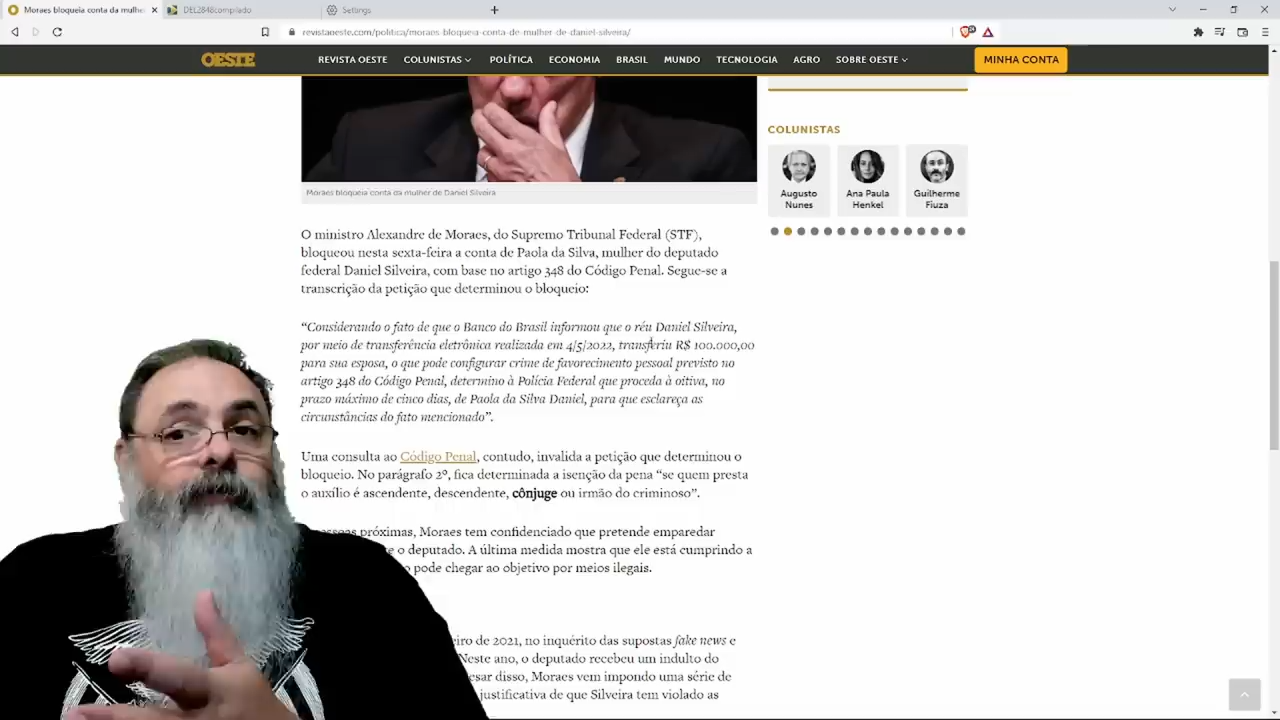 Moraes bloqueia conta da mulhe
DEL2848compilado
Settings
revistaoeste.com/politica/moraes-bloqueia-conta-de-mulher-de-daniel-silveira/
OESTE
REVISTA OESTE
COLUNISTAS
POLÍTICA
ECONOMIA
BRASIL
MUNDO
TECNOLOGIA
AGRO
SOBRE OESTE
MINHA CONTA
Moraes bloqueia conta da mulher de Daniel Silveira
COLUNISTAS
Augusto Nunes
Ana Paula Henkel
Guilherme Fiuza
O ministro Alexandre de Moraes, do Supremo Tribunal Federal (STF),
bloqueou nesta sexta-feira a conta de Paola da Silva, mulher do deputado
federal Daniel Silveira, com base no artigo 348 do Código Penal. Segue-se a
transcrição da petição que determinou o bloqueio:
“Considerando o fato de que o Banco do Brasil informou que o réu Daniel Silveira,
por meio de transferência eletrônica realizada em 4/5/2022, transferiu R$ 100.000,00
para sua esposa, o que pode configurar crime de favorecimento pessoal previsto no
artigo 348 do Código Penal, determino à Polícia Federal que proceda à oitiva, no
prazo máximo de cinco dias, de Paola da Silva Daniel, para que esclareça as
circunstâncias do fato mencionado”.
Uma consulta ao Código Penal, contudo, invalida a petição que determinou o
bloqueio. No parágrafo 2º, fica determinada a isenção da pena “se quem presta
o auxílio é ascendente, descendente, cônjuge ou irmão do criminoso”.
pessoas próximas, Moraes tem confidenciado que pretende emparedar
o deputado. A última medida mostra que ele está cumprindo a
pode chegar ao objetivo por meios ilegais.
de 2021, no inquérito das supostas fake news e
Neste ano, o deputado recebeu um indulto do
disso, Moraes vem impondo uma série de
justificativa de que Silveira tem violado as